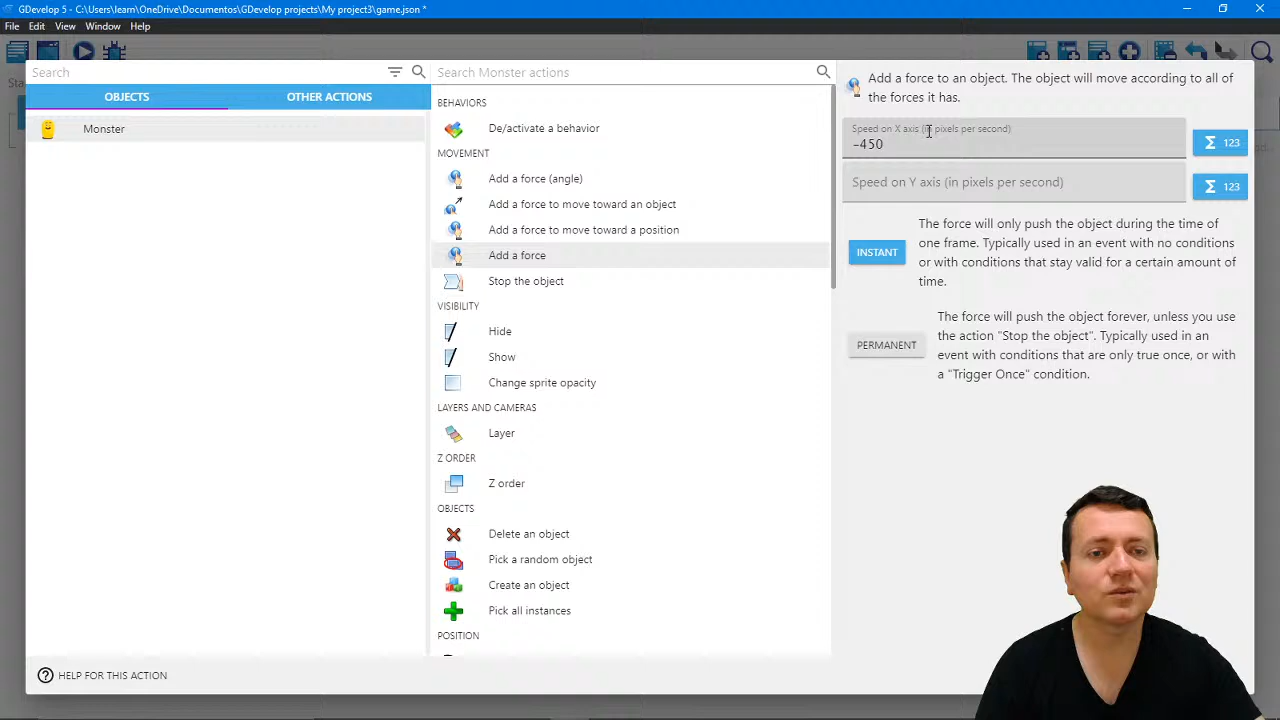 GDevelop 5 - C:\Users\learn\OneDrive\Documentos\GDevelop projects\My project3\game.json *
File Edit View Window Help
Search
Search Monster actions
OBJECTS
OTHER ACTIONS
Monster
BEHAVIORS
De/activate a behavior
MOVEMENT
Add a force (angle)
Add a force to move toward an object
Add a force to move toward a position
Add a force
Stop the object
VISIBILITY
Hide
Show
Change sprite opacity
LAYERS AND CAMERAS
Layer
Z ORDER
Z order
OBJECTS
Delete an object
Pick a random object
Create an object
Pick all instances
POSITION
Add a force to an object. The object will move according to all of
the forces it has.
Speed on X axis (in pixels per second)
-450
Σ 123
Speed on Y axis (in pixels per second)
Σ 123
INSTANT
The force will only push the object during the time of
one frame. Typically used in an event with no conditions
or with conditions that stay valid for a certain amount of
time.
PERMANENT
The force will push the object forever, unless you use
the action "Stop the object". Typically used in an
event with conditions that are only true once, or with
a "Trigger Once" condition.
HELP FOR THIS ACTION